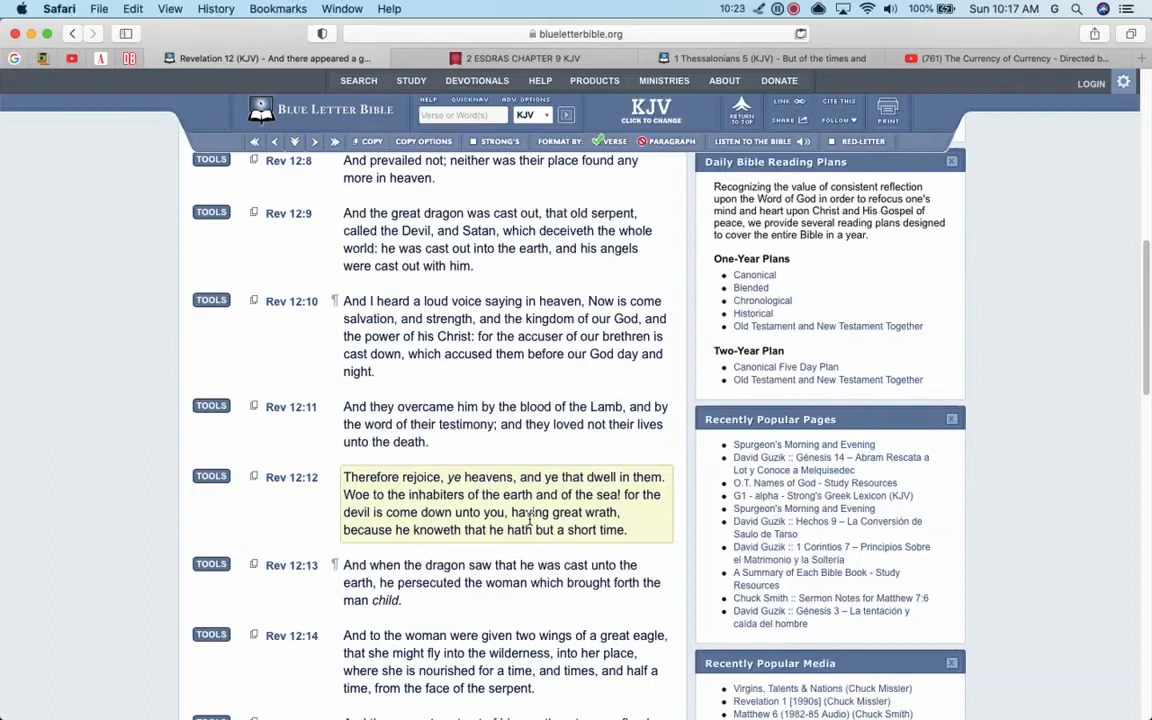 Safari File Edit View History Bookmarks Window Help 10:23 100% Sun 10:17 AM G
blueletterbible.org
Revelation 12 (KJV) - And there appeared a g... 2 ESDRAS CHAPTER 9 KJV 1 Thessalonians 5 (KJV) - But of the times and (761) The Currency of Currency - Directed b...
SEARCH STUDY DEVOTIONALS HELP PRODUCTS MINISTRIES ABOUT DONATE LOGIN
BLUE LETTER BIBLE
HELP QUICKNAV ADV. OPTIONS
Verse or Word(s) KJV
KJV
CLICK TO CHANGE
RETURN TO TOP
LINK CITE THIS
SHARE FOLLOW PRINT
COPY COPY OPTIONS STRONG'S FORMAT BY: VERSE PARAGRAPH LISTEN TO THE BIBLE RED-LETTER
TOOLS Rev 12:8 And prevailed not; neither was their place found any
more in heaven.
TOOLS Rev 12:9 And the great dragon was cast out, that old serpent,
called the Devil, and Satan, which deceiveth the whole
world: he was cast out into the earth, and his angels
were cast out with him.
TOOLS Rev 12:10 ¶ And I heard a loud voice saying in heaven, Now is come
salvation, and strength, and the kingdom of our God, and
the power of his Christ: for the accuser of our brethren is
cast down, which accused them before our God day and
night.
TOOLS Rev 12:11 And they overcame him by the blood of the Lamb, and by
the word of their testimony; and they loved not their lives
unto the death.
TOOLS Rev 12:12 Therefore rejoice, ye heavens, and ye that dwell in them.
Woe to the inhabiters of the earth and of the sea! for the
devil is come down unto you, having great wrath,
because he knoweth that he hath but a short time.
TOOLS Rev 12:13 ¶ And when the dragon saw that he was cast unto the
earth, he persecuted the woman which brought forth the
man child.
TOOLS Rev 12:14 And to the woman were given two wings of a great eagle,
that she might fly into the wilderness, into her place,
where she is nourished for a time, and times, and half a
time, from the face of the serpent.
Daily Bible Reading Plans
Recognizing the value of consistent reflection
upon the Word of God in order to refocus one's
mind and heart upon Christ and His Gospel of
peace, we provide several reading plans designed
to cover the entire Bible in a year.
One-Year Plans
Canonical
Blended
Chronological
Historical
Old Testament and New Testament Together
Two-Year Plan
Canonical Five Day Plan
Old Testament and New Testament Together
Recently Popular Pages
Spurgeon's Morning and Evening
David Guzik :: Génesis 14 – Abram Rescata a
Lot y Conoce a Melquisedec
O.T. Names of God - Study Resources
G1 - alpha - Strong's Greek Lexicon (KJV)
Spurgeon's Morning and Evening
David Guzik :: Hechos 9 – La Conversión de
Saulo de Tarso
David Guzik :: 1 Corintios 7 – Principios Sobre
el Matrimonio y la Soltería
A Summary of Each Bible Book - Study
Resources
Chuck Smith :: Sermon Notes for Matthew 7:6
David Guzik :: Génesis 3 – La tentación y
caída del hombre
Recently Popular Media
Virgins, Talents & Nations (Chuck Missler)
Revelation 1 [1990s] (Chuck Missler)
Matthew 6 (1982-85 Audio) (Chuck Smith)